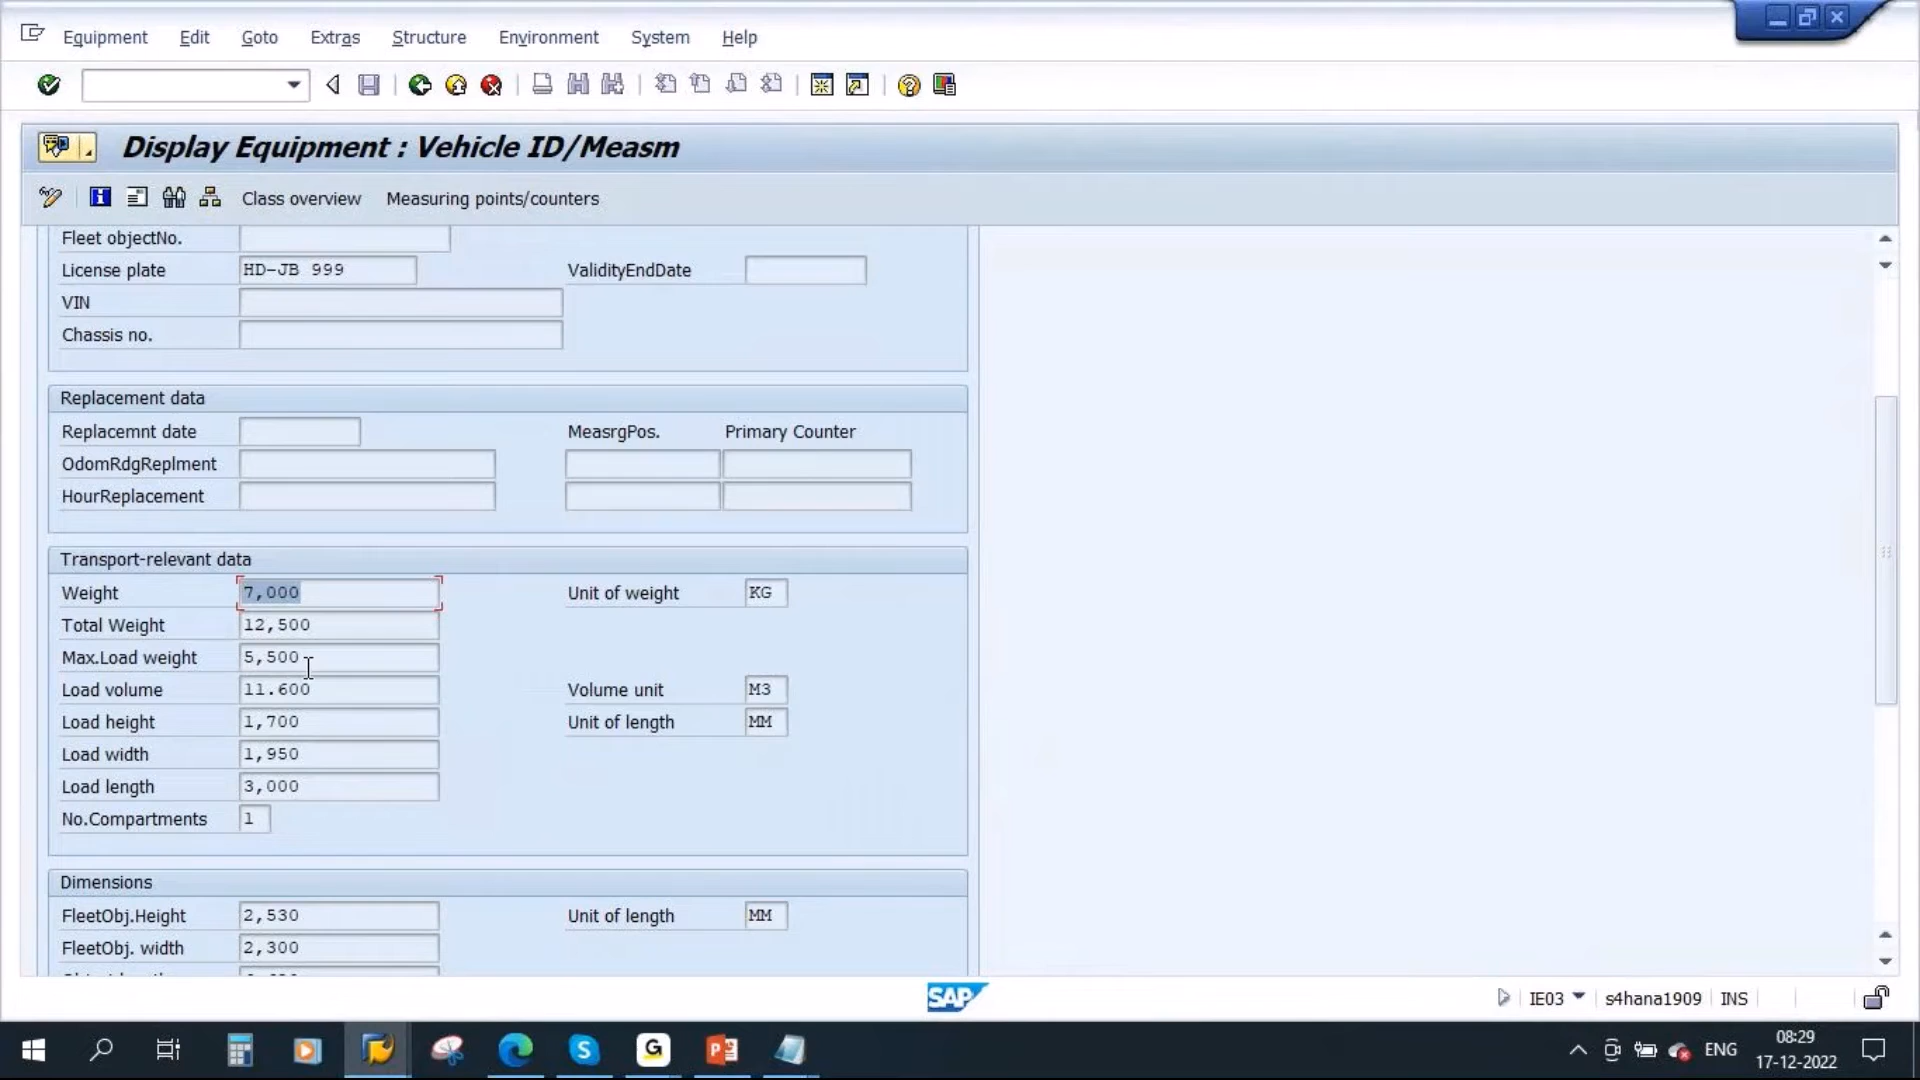 Equipment Edit Goto Extras Structure Environment System Help
Display Equipment : Vehicle ID/Measm
Class overview Measuring points/counters
Fleet objectNo.
License plate HD-JB 999 ValidityEndDate
VIN
Chassis no.
Replacement data
Replacemnt date MeasrgPos. Primary Counter
OdomRdgReplment
HourReplacement
Transport-relevant data
Weight 7,000 Unit of weight KG
Total Weight 12,500
Max.Load weight 5,500
Load volume 11.600 Volume unit M3
Load height 1,700 Unit of length MM
Load width 1,950
Load length 3,000
No.Compartments 1
Dimensions
FleetObj.Height 2,530 Unit of length MM
FleetObj. width 2,300
SAP IE03 s4hana1909 INS
ENG 08:29
17-12-2022